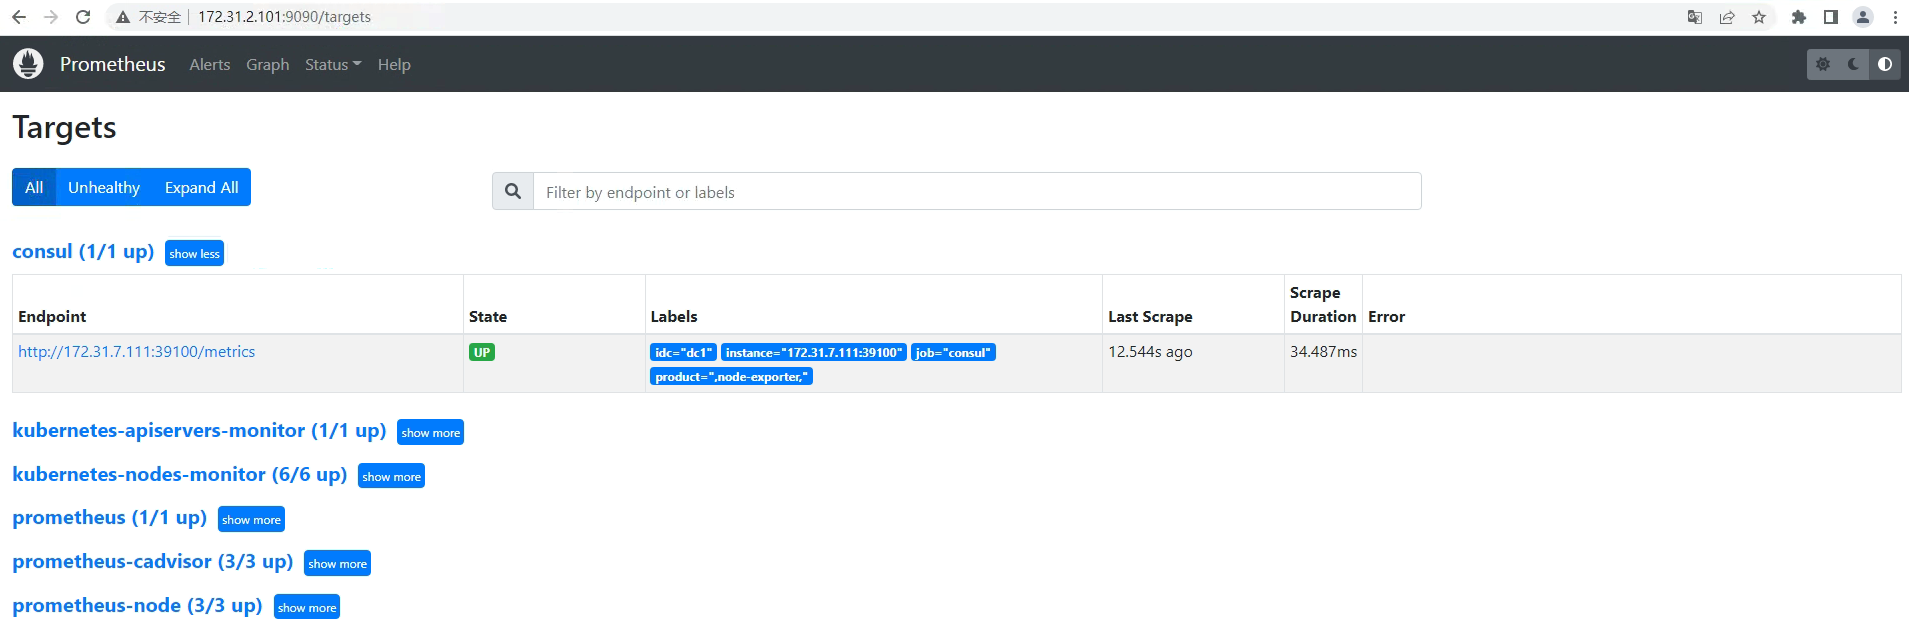 不安全 | 172.31.2.101:9090/targets
Prometheus Alerts Graph Status Help
Targets
All Unhealthy Expand All Filter by endpoint or labels
consul (1/1 up) show less
Endpoint State Labels Last Scrape Scrape Duration Error
http://172.31.7.111:39100/metrics UP idc="dc1" instance="172.31.7.111:39100" job="consul" 12.544s ago 34.487ms
product=",node-exporter,"
kubernetes-apiservers-monitor (1/1 up) show more
kubernetes-nodes-monitor (6/6 up) show more
prometheus (1/1 up) show more
prometheus-cadvisor (3/3 up) show more
prometheus-node (3/3 up) show more